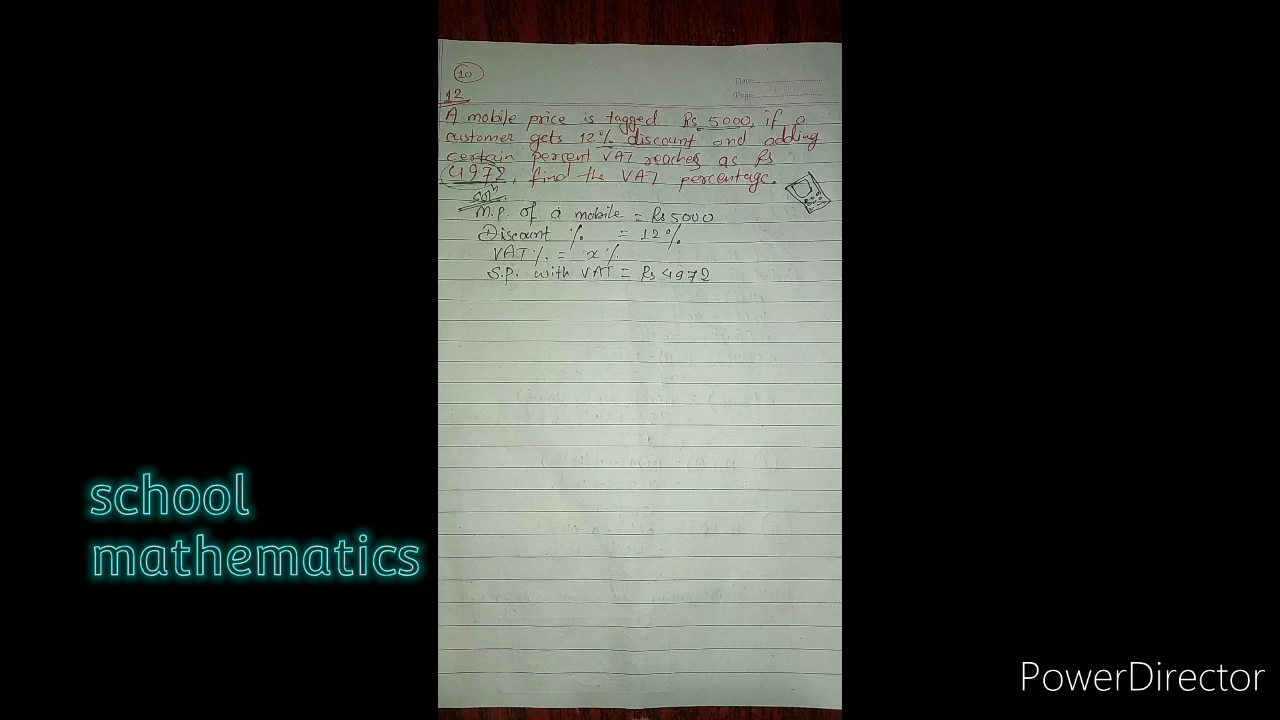 10
Date:
Page:
12
A mobile price is tagged Rs 5000, if a
customer gets 12% discount and adding
certain percent VAT reaches as Rs
4972, find the VAT percentage.
Solⁿ
M.P. of a mobile = Rs 5000
Discount % = 12%
VAT% = x%
S.P. with VAT = Rs 4972
school
mathematics
PowerDirector